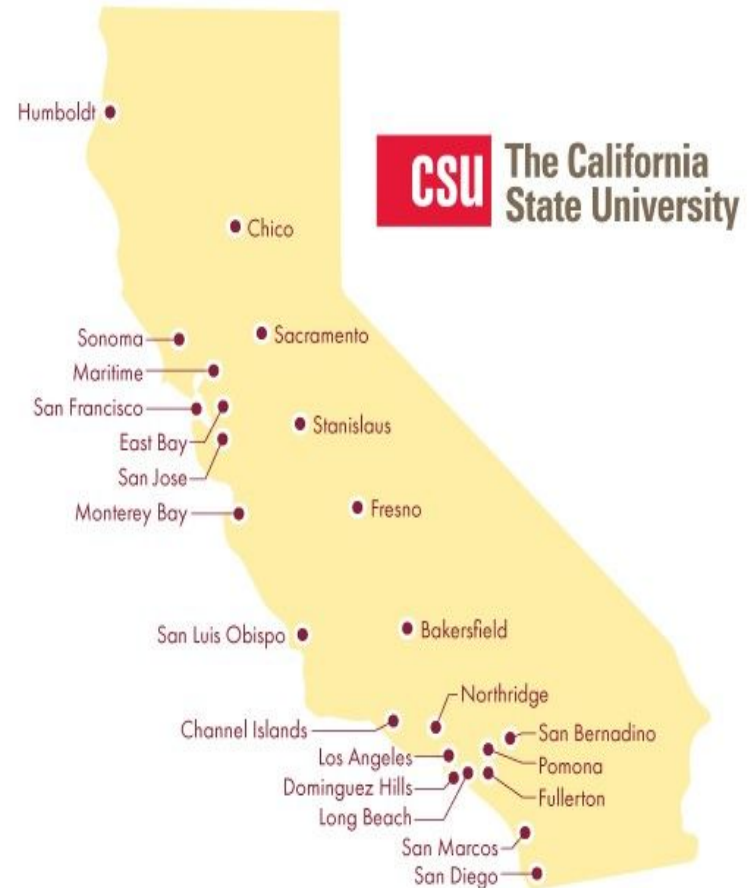 Humboldt
CSU
The California
State University
Chico
Sonoma
Sacramento
Maritime
San Francisco
Stanislaus
East Bay
San Jose
Monterey Bay
Fresno
San Luis Obispo
Bakersfield
Northridge
Channel Islands
San Bernadino
Los Angeles
Pomona
Dominguez Hills
Fullerton
Long Beach
San Marcos
San Diego